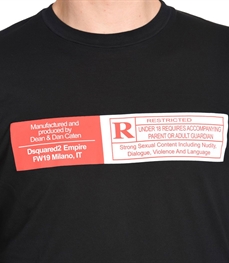 Manufactured and
produced by
Dean & Dan Caten
Dsquared2 Empire
FW19 Milano, IT
R
RESTRICTED
UNDER 18 REQUIRES ACCOMPANYING
PARENT OR ADULT GUARDIAN
Strong Sexual Content Including Nudity,
Dialogue, Violence And Language